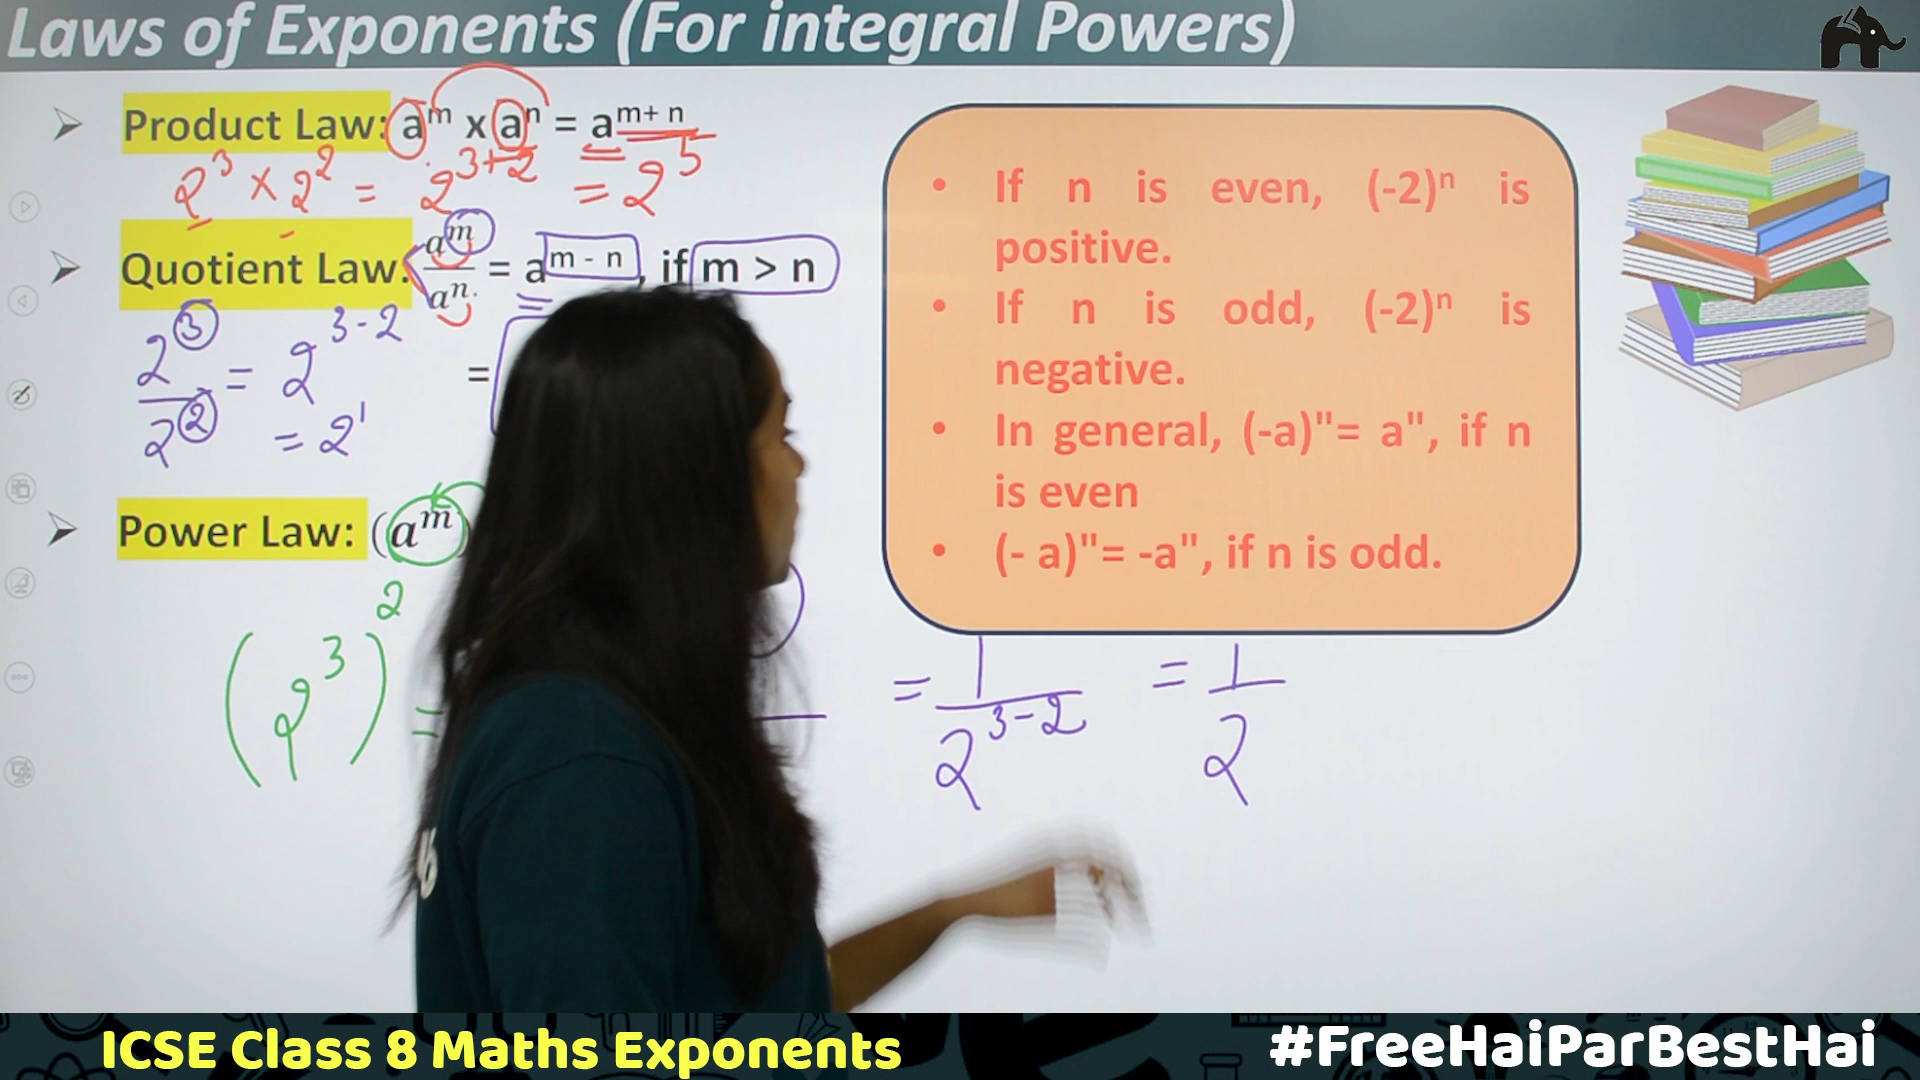 Laws of Exponents (For integral Powers)
Product Law: aᵐ x aⁿ = aᵐ⁺ ⁿ
2³ × 2² = 2³⁺² = 2⁵
Quotient Law: aᵐ/aⁿ = aᵐ ⁻ ⁿ, if m > n
2³/2² = 2³⁻²
= 2¹
=
Power Law: (aᵐ)
(2³)² =
= 1/2³⁻² = 1/2
If n is even, (-2)ⁿ is
positive.
If n is odd, (-2)ⁿ is
negative.
In general, (-a)"= a", if n
is even
(- a)"= -a", if n is odd.
ICSE Class 8 Maths Exponents
#FreeHaiParBestHai